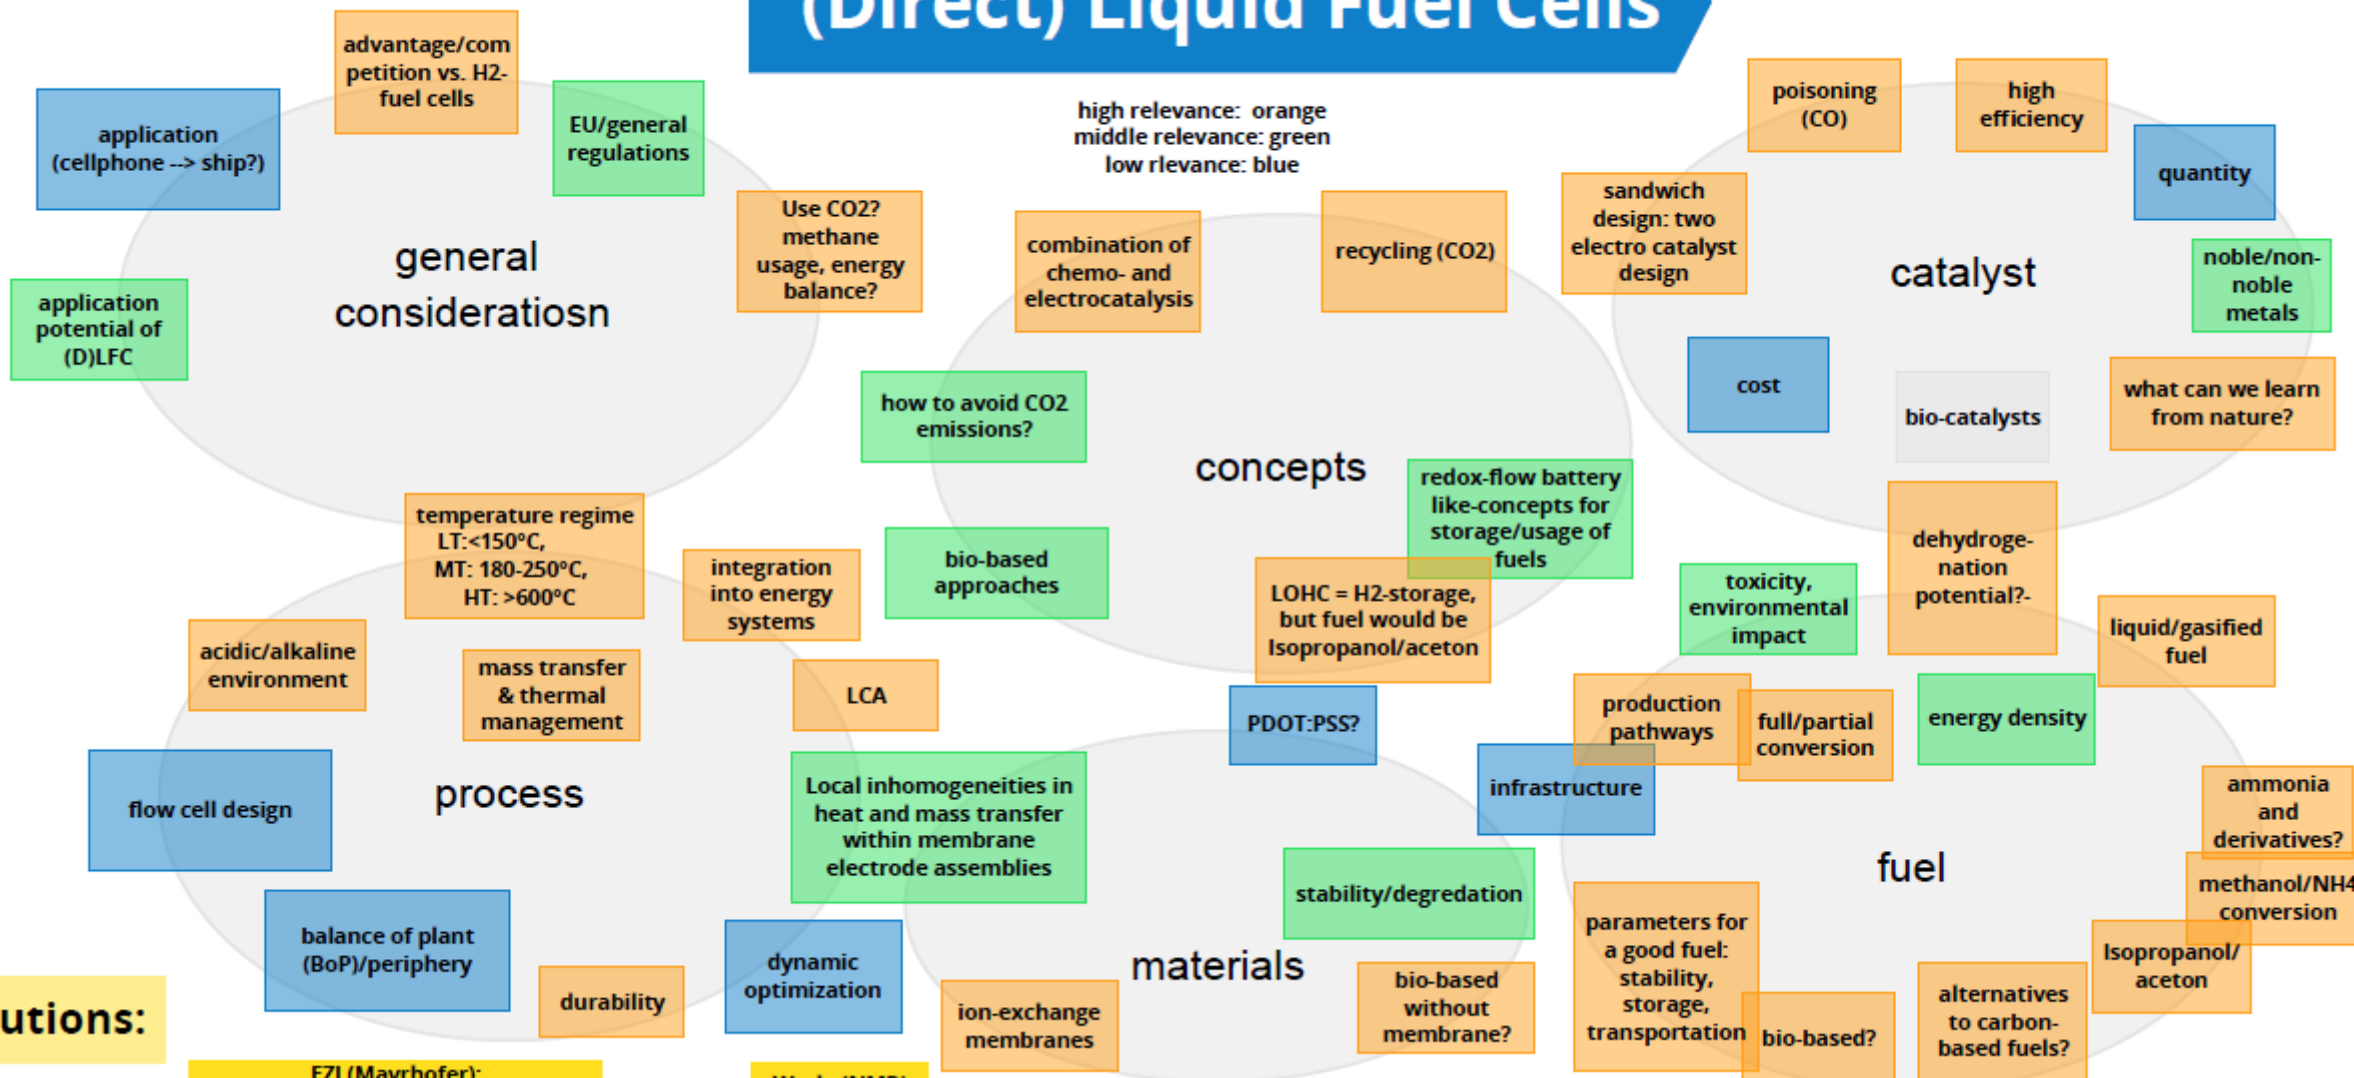 (Direct) Liquid Fuel Cells
high relevance:  orange
middle relevance: green
low rlevance: blue
advantage/com
petition vs. H2-
fuel cells
application
(cellphone --> ship?)
EU/general
regulations
Use CO2?
methane
usage, energy
balance?
general
consideratiosn
application
potential of
(D)LFC
combination of
chemo- and
electrocatalysis
recycling (CO2)
how to avoid CO2
emissions?
concepts
redox-flow battery
like-concepts for
storage/usage of
fuels
bio-based
approaches
LOHC = H2-storage,
but fuel would be
Isopropanol/aceton
poisoning
(CO)
high
efficiency
quantity
sandwich
design: two
electro catalyst
design
catalyst
noble/non-
noble
metals
cost
bio-catalysts
what can we learn
from nature?
temperature regime
LT:<150°C,
MT: 180-250°C,
HT: >600°C
integration
into energy
systems
acidic/alkaline
environment
mass transfer
& thermal
management
LCA
process
flow cell design
Local inhomogeneities in
heat and mass transfer
within membrane
electrode assemblies
balance of plant
(BoP)/periphery
durability
dynamic
optimization
PDOT:PSS?
stability/degredation
materials
ion-exchange
membranes
bio-based
without
membrane?
dehydroge-
nation
potential?-
toxicity,
environmental
impact
liquid/gasified
fuel
production
pathways
full/partial
conversion
energy density
infrastructure
ammonia
and
derivatives?
fuel
methanol/NH4
conversion
parameters for
a good fuel:
stability,
storage,
transportation
Isopropanol/
aceton
bio-based?
alternatives
to carbon-
based fuels?
utions:
FZJ (Mayrhofer):